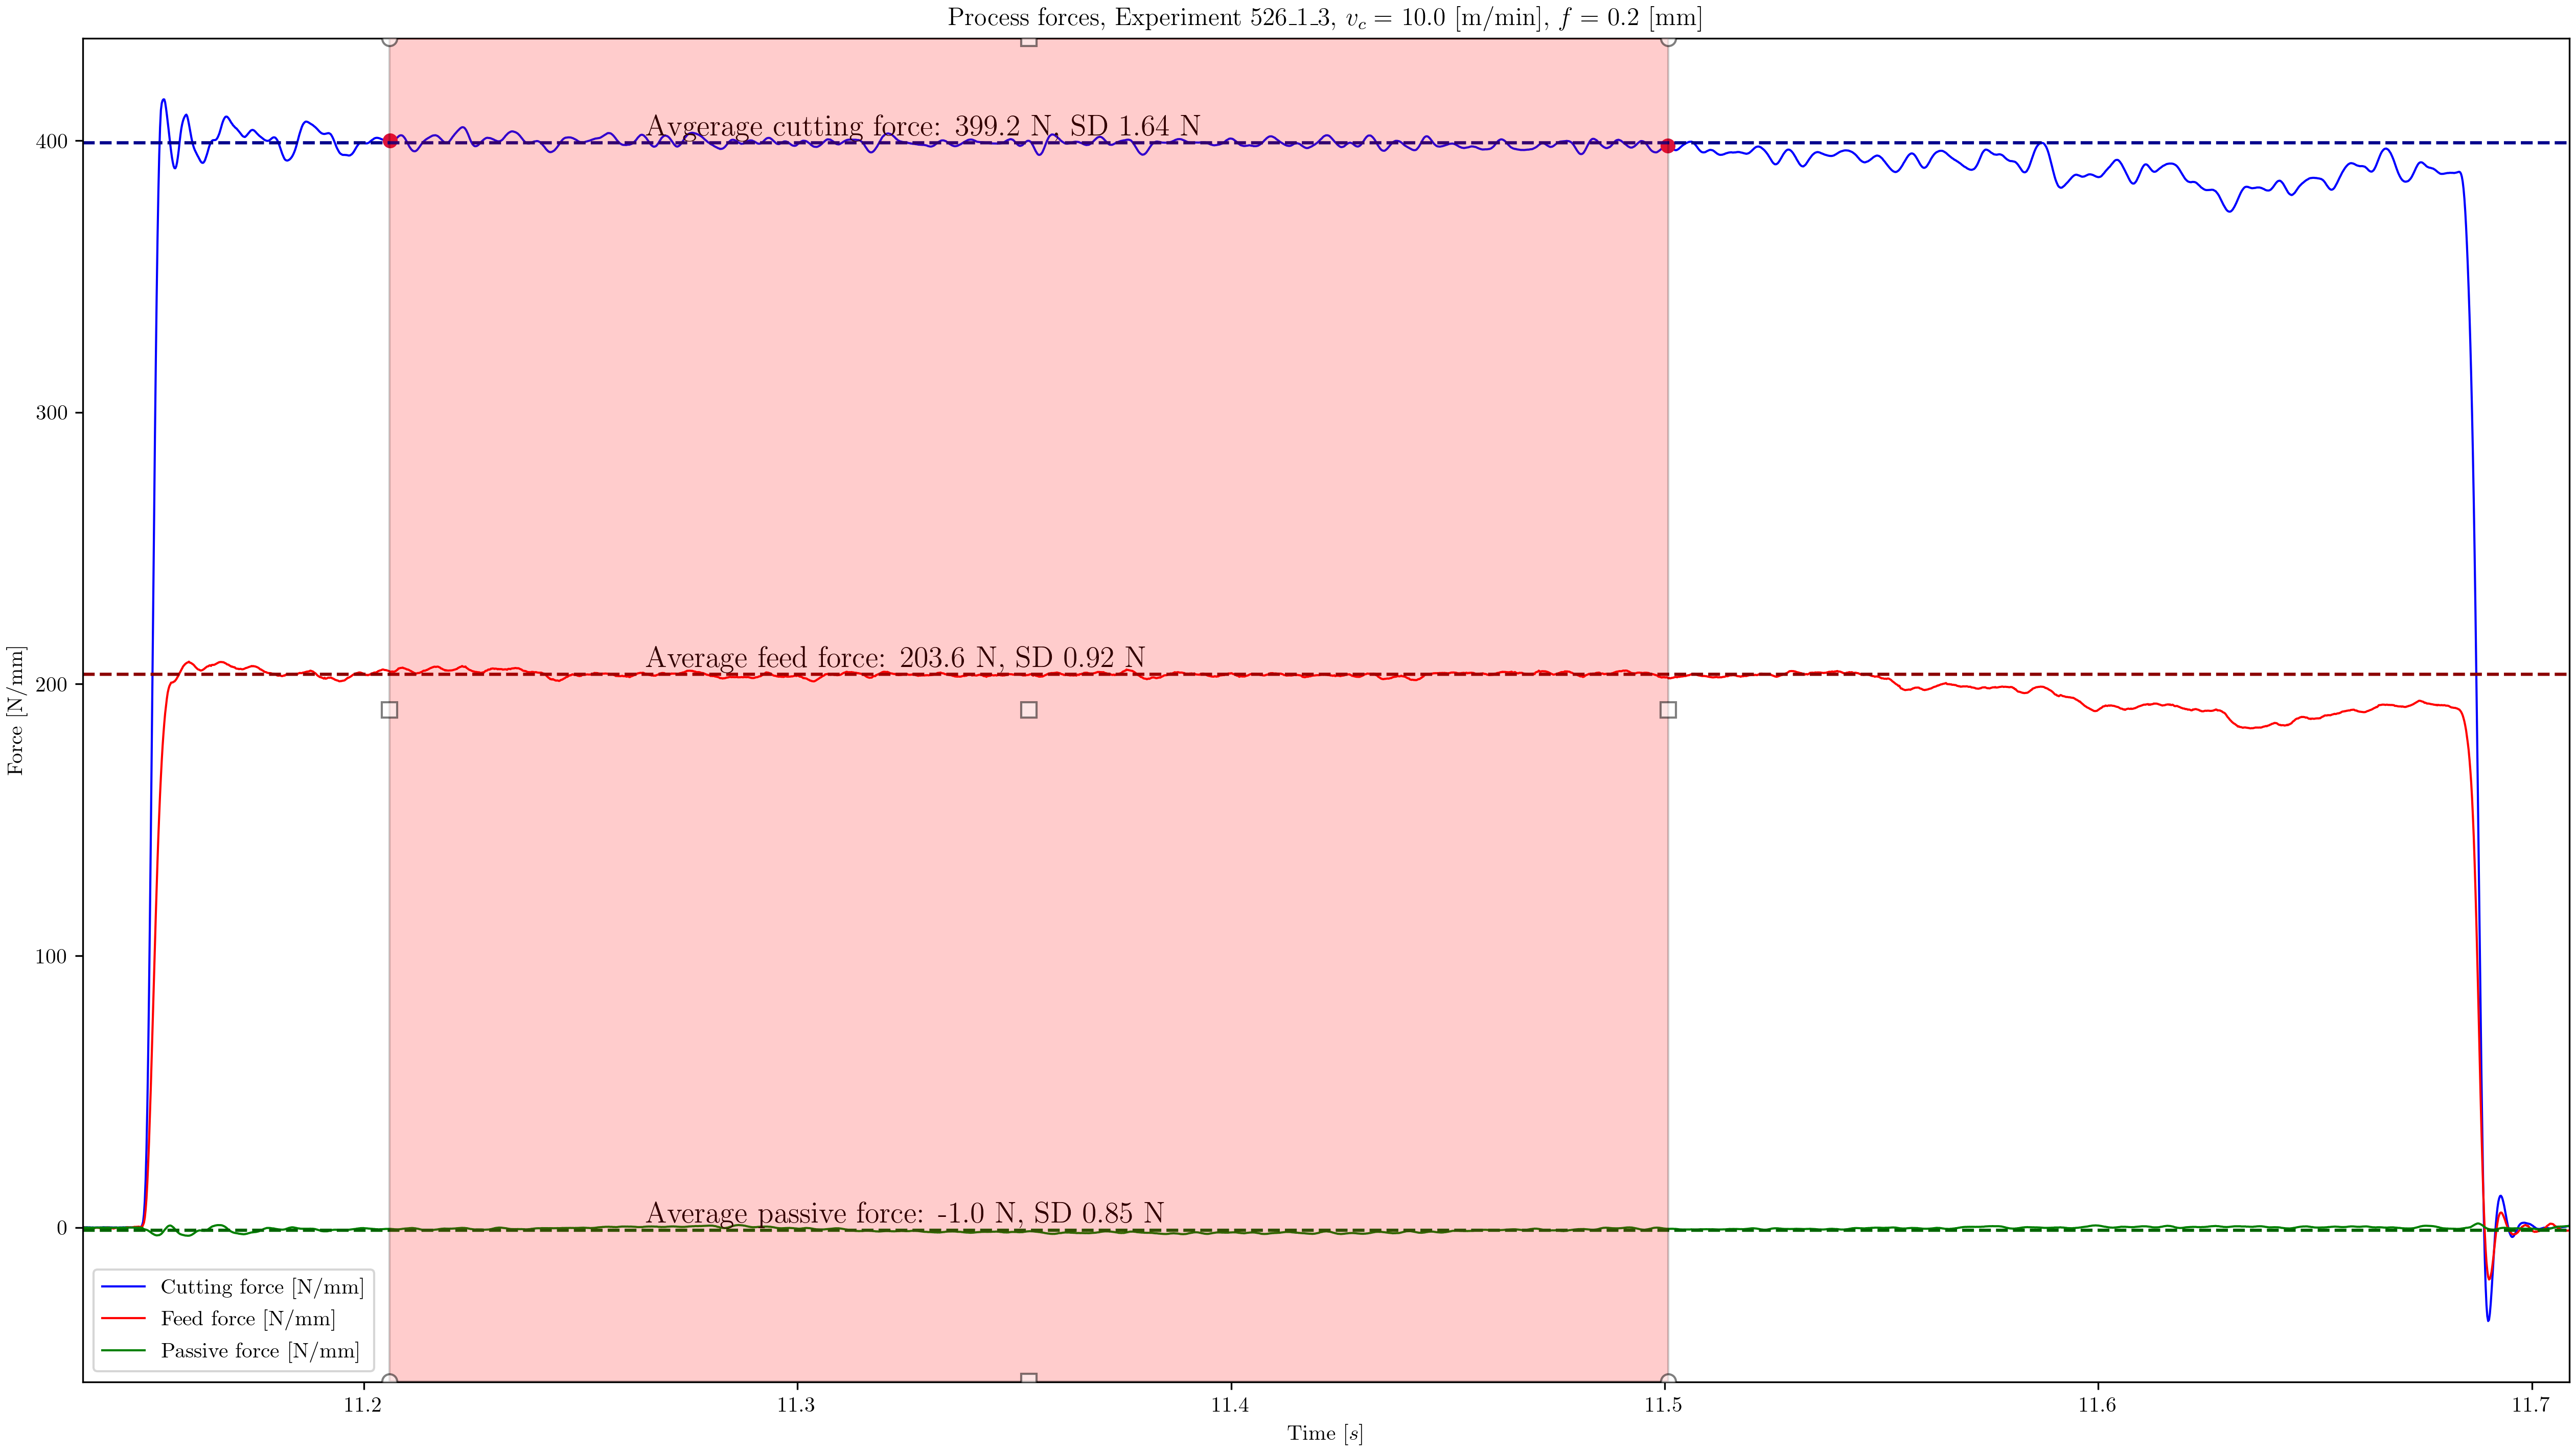 Process forces, Experiment 526_1_3, v_c = 10.0 [m/min], f = 0.2 [mm]
Avgerage cutting force: 399.2 N, SD 1.64 N
Average feed force: 203.6 N, SD 0.92 N
Average passive force: -1.0 N, SD 0.85 N
Force [N/mm]
400
300
200
100
0
Cutting force [N/mm]
Feed force [N/mm]
Passive force [N/mm]
11.2 11.3 11.4 11.5 11.6 11.7
Time [s]